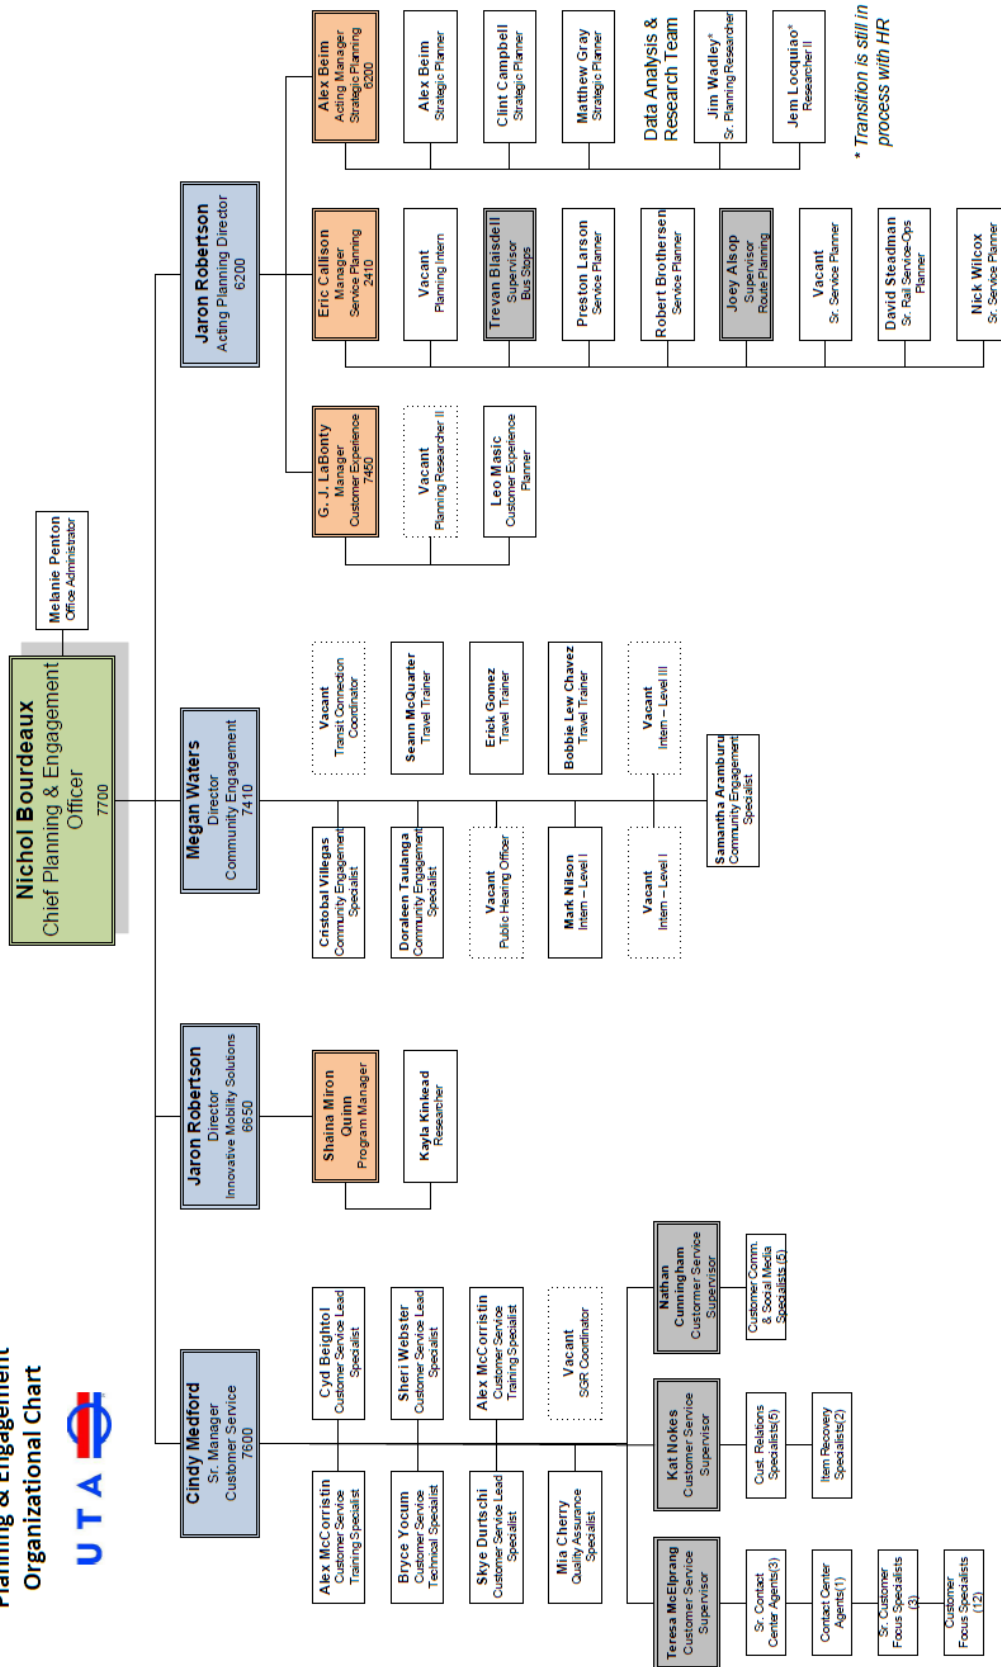 Planning & Engagement
Organizational Chart
U T A
Nichol Bourdeaux
Chief Planning & Engagement
Officer
7700
Melanie Penton
Office Administrator
Cindy Medford
Sr. Manager
Customer Service
7600
Alex McCorristin
Customer Service
Training Specialist
Cyd Beightol
Customer Service Lead
Specialist
Bryce Yocum
Customer Service
Technical Specialist
Sheri Webster
Customer Service Lead
Specialist
Skye Durtschi
Customer Service Lead
Specialist
Alex McCorristin
Customer Service
Training Specialist
Mia Cherry
Quality Assurance
Specialist
Vacant
SGR Coordinator
Teresa McElprang
Customer Service
Supervisor
Sr. Contact
Center Agents(3)
Contact Center
Agents(1)
Sr. Customer
Focus Specialists
(3)
Customer
Focus Specialists
(12)
Kat Nokes
Customer Service
Supervisor
Cust. Relations
Specialists(5)
Item Recovery
Specialists(2)
Nathan
Cunningham
Custormer Service
Supervisor
Customer Comm.
& Social Media
Specialists (5)
Jaron Robertson
Director
Innovative Mobility Solutions
6650
Shaina Miron
Quinn
Program Manager
Kayla Kinkead
Researcher
Megan Waters
Director
Community Engagement
7410
Cristobal Villegas
Community Engagement
Specialist
Vacant
Transit Connection
Coordinator
Doraleen Taulanga
Community Engagement
Specialist
Seann McQuarter
Travel Trainer
Vacant
Public Hearing Officer
Erick Gomez
Travel Trainer
Mark Nilson
Intern – Level I
Bobbie Lew Chavez
Travel Trainer
Vacant
Intern – Level I
Vacant
Intern – Level III
Samantha Aramburu
Community Engagement
Specialist
Jaron Robertson
Acting Planning Director
6200
G. J. LaBonty
Manager
Customer Experience
7450
Vacant
Planning Researcher II
Leo Masic
Customer Experience
Planner
Eric Callison
Manager
Service Planning
2410
Vacant
Planning Intern
Trevan Blaisdell
Supervisor
Bus Stops
Preston Larson
Service Planner
Robert Brothersen
Service Planner
Joey Alsop
Supervisor
Route Planning
Vacant
Sr. Service Planner
David Steadman
Sr. Rail Service-Ops
Planner
Nick Wilcox
Sr. Service Planner
Alex Beim
Acting Manager
Strategic Planning
6200
Alex Beim
Strategic Planner
Clint Campbell
Strategic Planner
Matthew Gray
Strategic Planner
Data Analysis &
Research Team
Jim Wadley*
Sr. Planning Researcher
Jem Locquiao*
Researcher II
* Transition is still in
process with HR